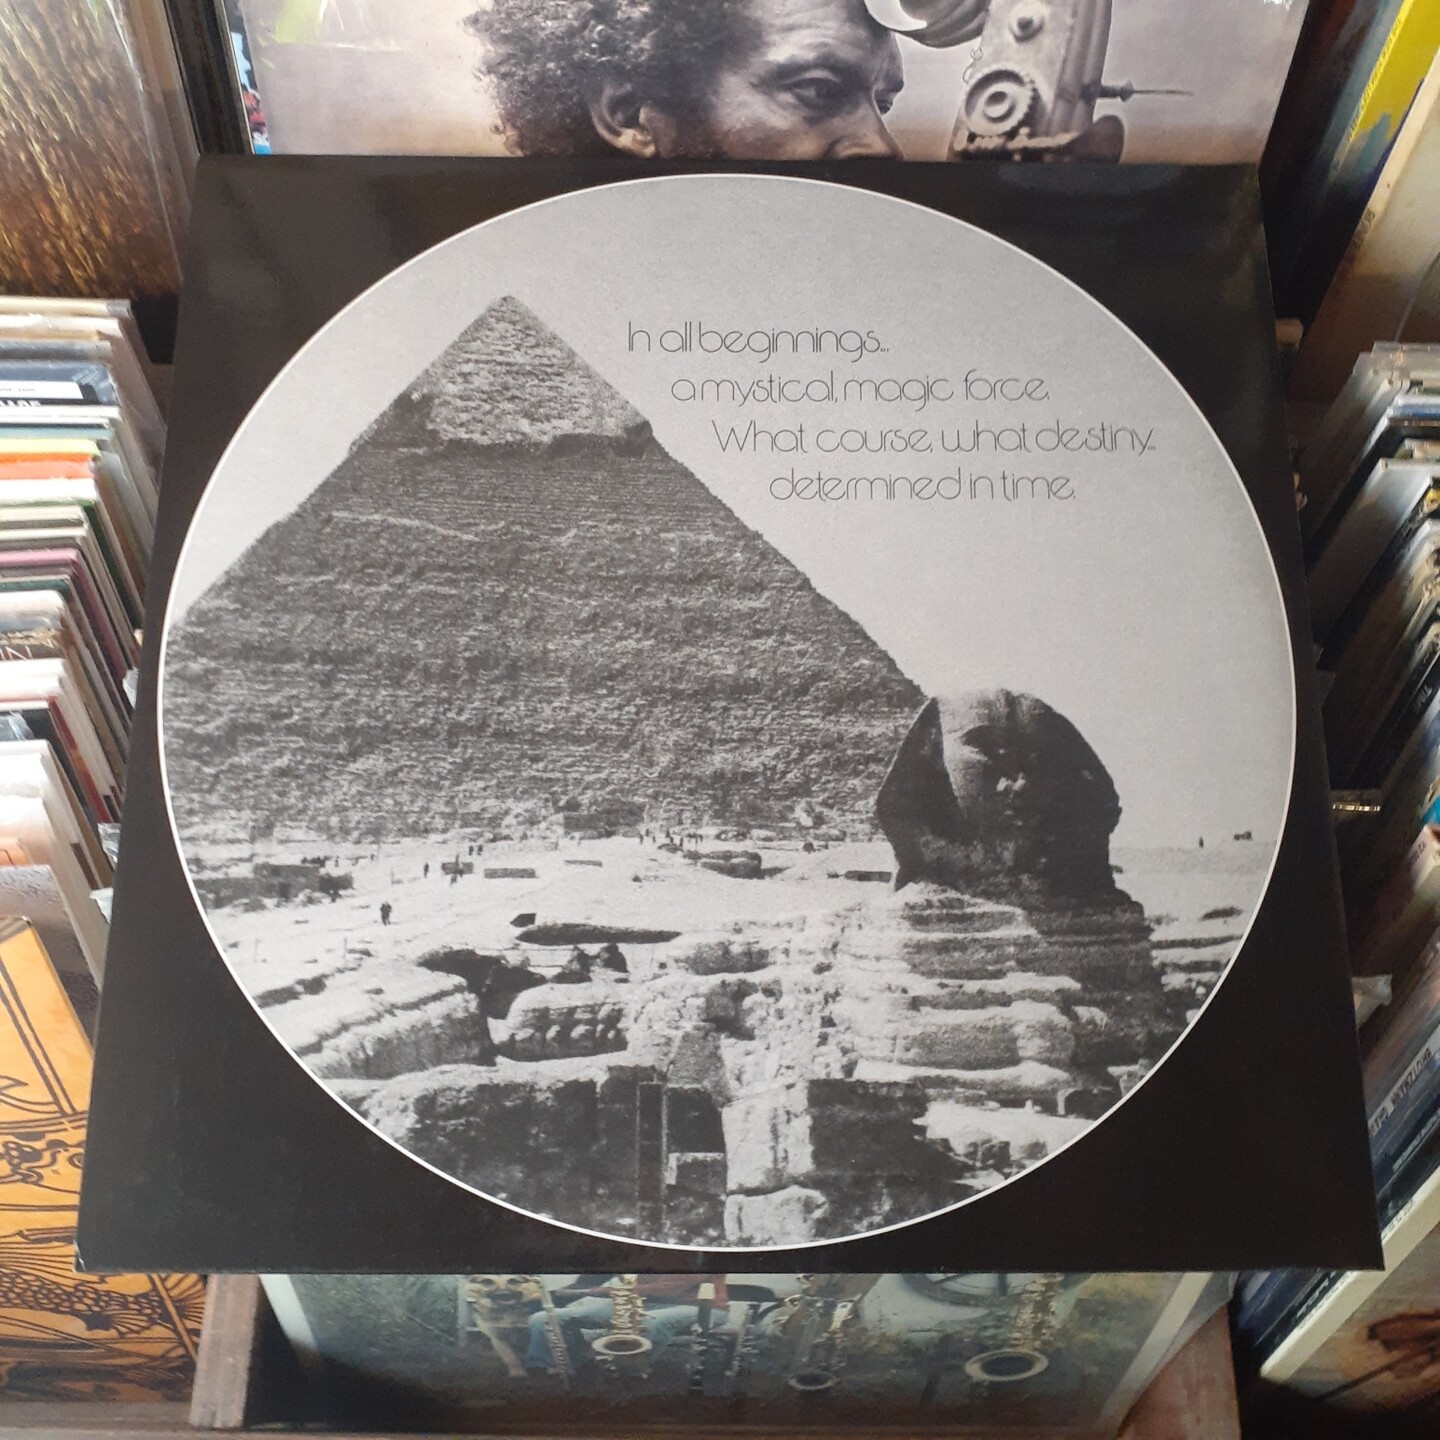 In all beginnings...
a mystical, magic force,
What course, what destiny...
determined in time,